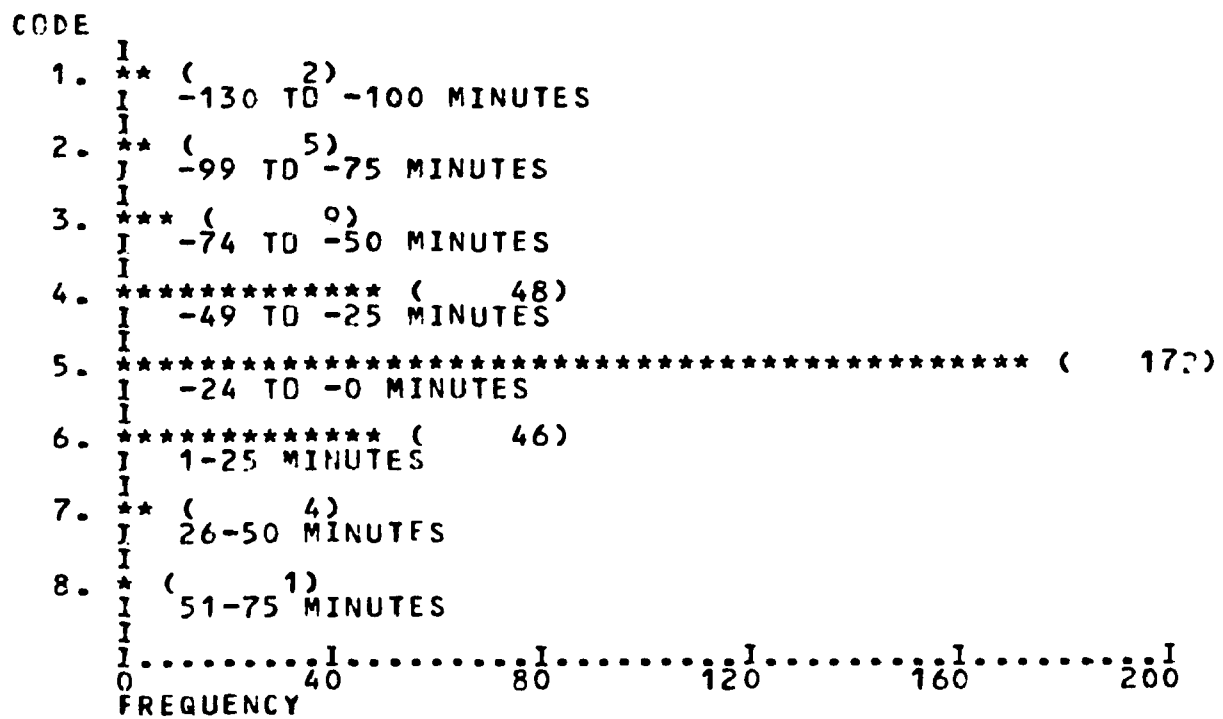 CODE
I
1. ** ( 2)
I -130 TO -100 MINUTES
I
2. ** ( 5)
I -99 TO -75 MINUTES
I
3. *** ( 9)
I -74 TO -50 MINUTES
I
4. ************* ( 48)
I -49 TO -25 MINUTES
I
5. ******************************************** (
I -24 TO -0 MINUTES
I
6. ************* ( 46)
I 1-25 MINUTES
I
7. ** ( 4)
I 26-50 MINUTES
I
8. * ( 1)
I 51-75 MINUTES
I
I.........I.........I.........I.........I.........I
0 40 80 120 160 200
FREQUENCY